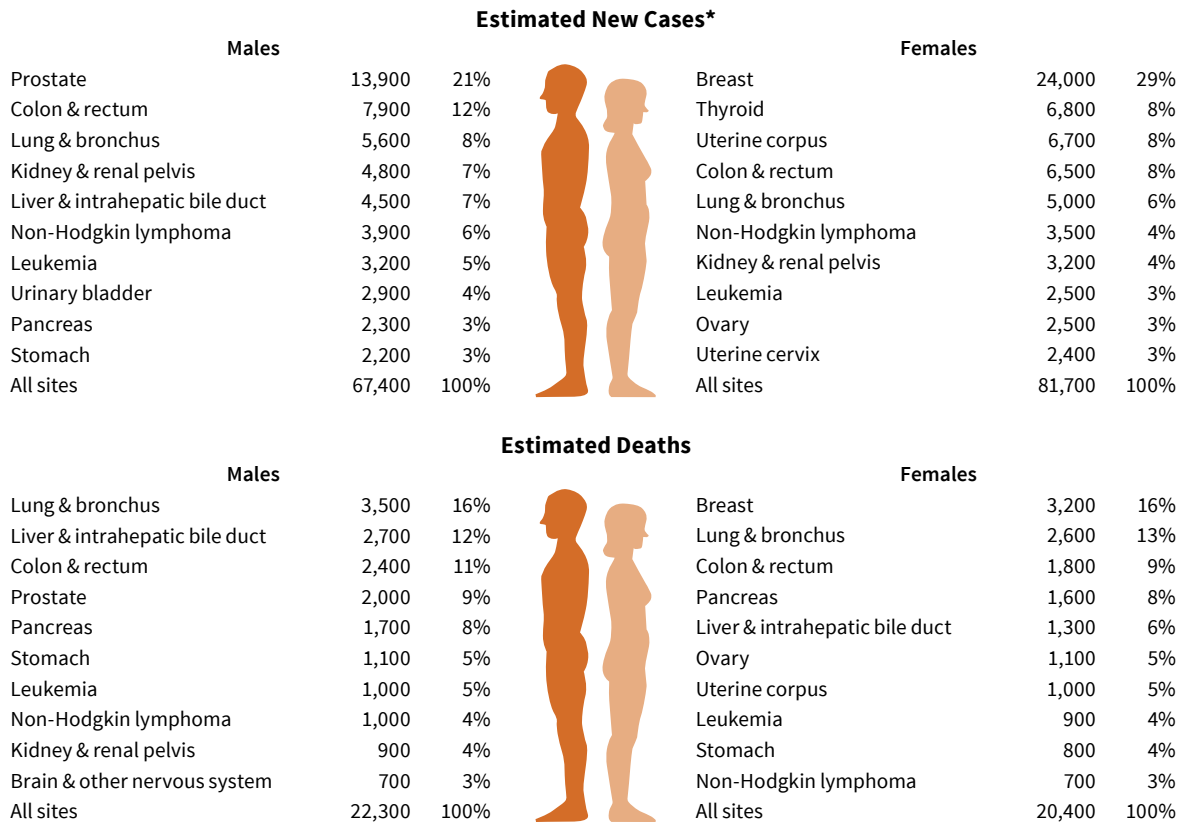 Estimated New Cases*
Males Females
Prostate 13,900 21% Breast 24,000 29%
Colon & rectum 7,900 12% Thyroid 6,800 8%
Lung & bronchus 5,600 8% Uterine corpus 6,700 8%
Kidney & renal pelvis 4,800 7% Colon & rectum 6,500 8%
Liver & intrahepatic bile duct 4,500 7% Lung & bronchus 5,000 6%
Non-Hodgkin lymphoma 3,900 6% Non-Hodgkin lymphoma 3,500 4%
Leukemia 3,200 5% Kidney & renal pelvis 3,200 4%
Urinary bladder 2,900 4% Leukemia 2,500 3%
Pancreas 2,300 3% Ovary 2,500 3%
Stomach 2,200 3% Uterine cervix 2,400 3%
All sites 67,400 100% All sites 81,700 100%
Estimated Deaths
Males Females
Lung & bronchus 3,500 16% Breast 3,200 16%
Liver & intrahepatic bile duct 2,700 12% Lung & bronchus 2,600 13%
Colon & rectum 2,400 11% Colon & rectum 1,800 9%
Prostate 2,000 9% Pancreas 1,600 8%
Pancreas 1,700 8% Liver & intrahepatic bile duct 1,300 6%
Stomach 1,100 5% Ovary 1,100 5%
Leukemia 1,000 5% Uterine corpus 1,000 5%
Non-Hodgkin lymphoma 1,000 4% Leukemia 900 4%
Kidney & renal pelvis 900 4% Stomach 800 4%
Brain & other nervous system 700 3% Non-Hodgkin lymphoma 700 3%
All sites 22,300 100% All sites 20,400 100%